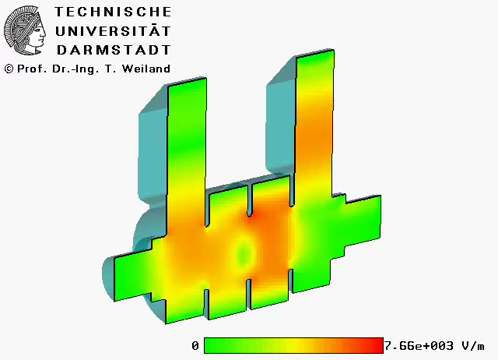 TECHNISCHE
UNIVERSITÄT
DARMSTADT
© Prof. Dr.-Ing. T. Weiland
0 7.66e+003 V/m